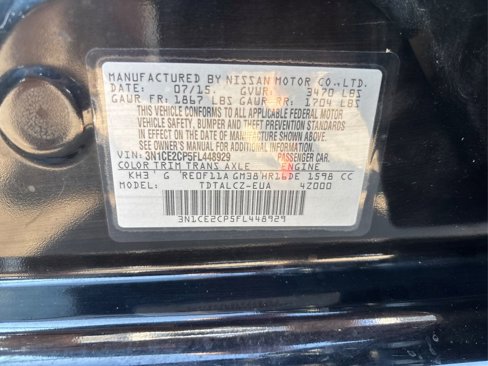 MANUFACTURED BY NISSAN MOTOR CO.,LTD.
DATE: 07/15. GVWR: 3470 LBS
GAWR FR: 1867 LBS GAWR RR: 1704 LBS
THIS VEHICLE CONFORMS TO ALL APPLICABLE FEDERAL MOTOR
VEHICLE SAFETY, BUMPER AND THEFT PREVENTION STANDARDS
IN EFFECT ON THE DATE OF MANUFACTURE SHOWN ABOVE.
SEE OWNER'S MANUAL FOR ADDITIONAL INFORMATION.
VIN: 3N1CE2CP5FL448929 PASSENGER CAR.
COLOR TRIM TRANS AXLE ENGINE
KH3 G RE0F11A GM38 HR16DE 1598 CC
MODEL: TDTALCZ-EUA 4Z000
3N1CE2CP5FL448929